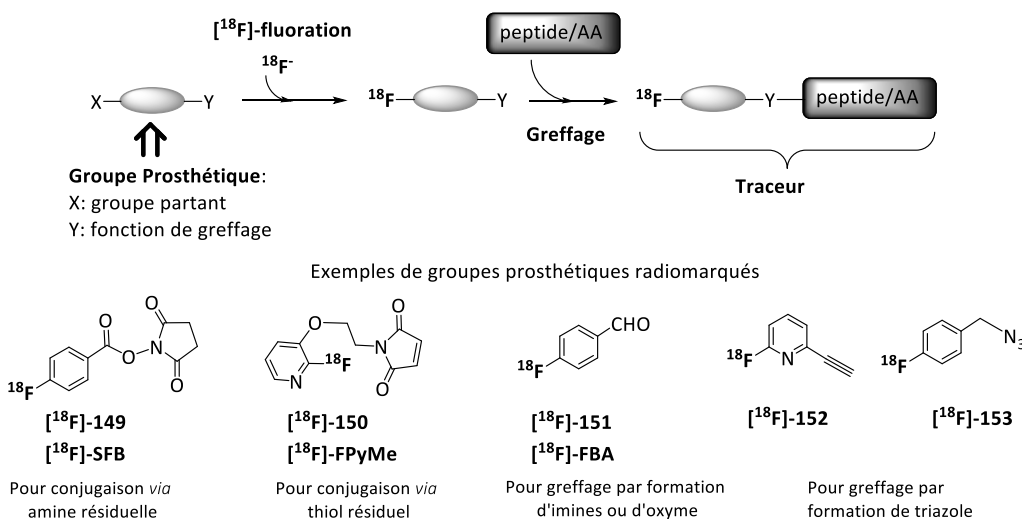 [¹⁸F]-fluoration
¹⁸F⁻
peptide/AA
X
Y
¹⁸F
Y
¹⁸F
Y
peptide/AA
Greffage
Groupe Prosthétique:
X: groupe partant
Y: fonction de greffage
Traceur
Exemples de groupes prosthétiques radiomarqués
O
O
O
N
O
¹⁸F
O
O
N
¹⁸F
N
O
CHO
¹⁸F
¹⁸F
N
N₃
¹⁸F
[¹⁸F]-149
[¹⁸F]-SFB
[¹⁸F]-150
[¹⁸F]-FPyMe
[¹⁸F]-151
[¹⁸F]-FBA
[¹⁸F]-152
[¹⁸F]-153
Pour conjugaison via
amine résiduelle
Pour conjugaison via
thiol résiduel
Pour greffage par formation
d'imines ou d'oxyme
Pour greffage par
formation de triazole